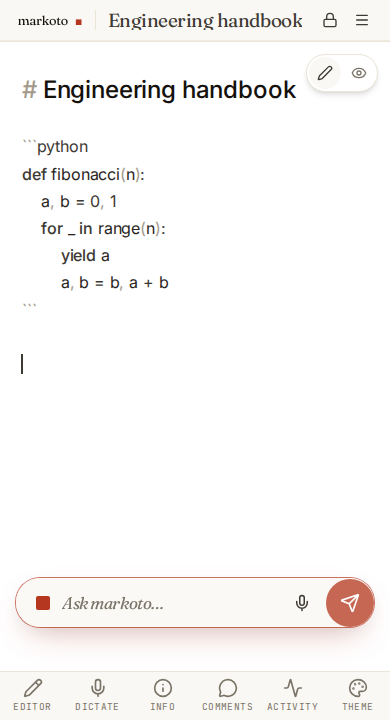 markoto
Engineering handbook
# Engineering handbook
```python
def fibonacci(n):
    a, b = 0, 1
    for _ in range(n):
        yield a
        a, b = b, a + b
```
Ask markoto...
EDITOR DICTATE INFO COMMENTS ACTIVITY THEME